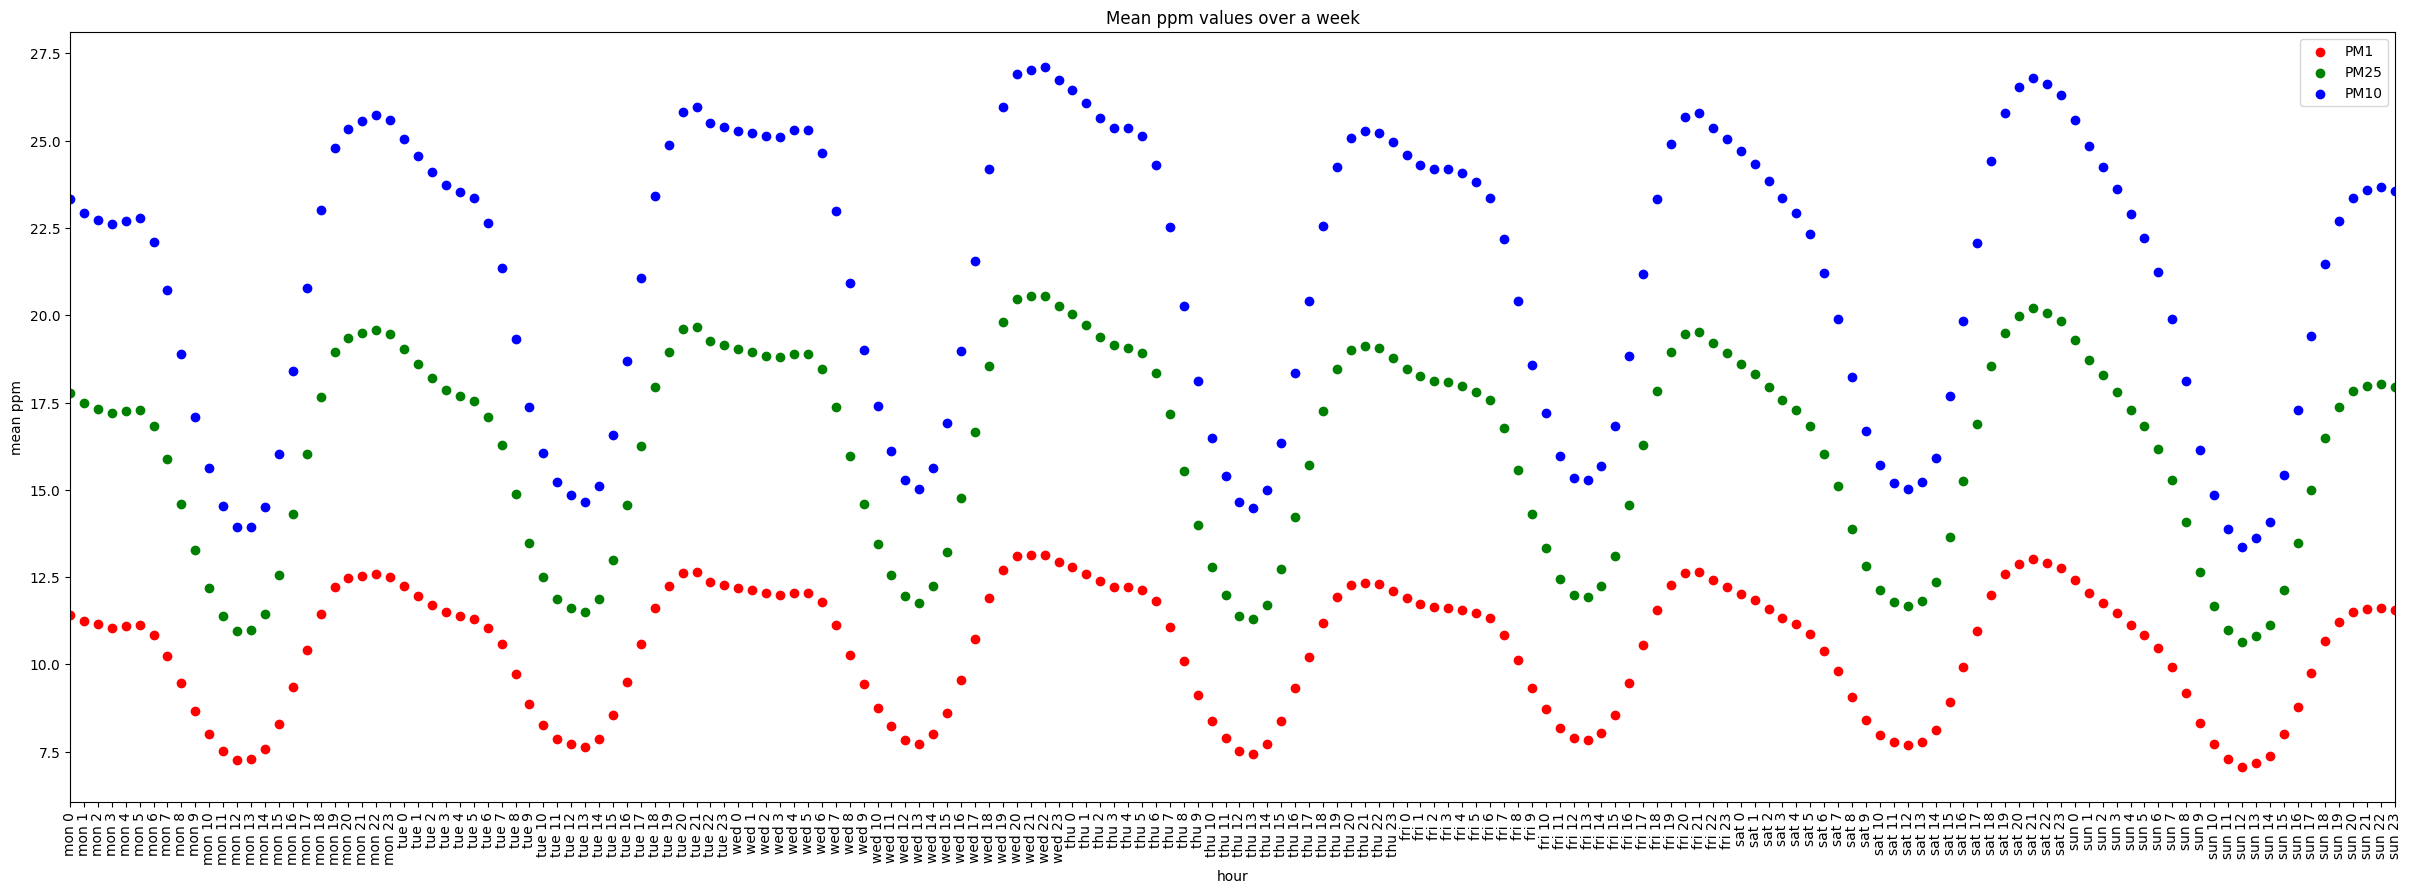 Mean ppm values over a week
PM1
PM25
PM10
mean ppm
27.5
25.0
22.5
20.0
17.5
15.0
12.5
10.0
7.5
mon 0
mon 1
mon 2
mon 3
mon 4
mon 5
mon 6
mon 7
mon 8
mon 9
mon 10
mon 11
mon 12
mon 13
mon 14
mon 15
mon 16
mon 17
mon 18
mon 19
mon 20
mon 21
mon 22
mon 23
tue 0
tue 1
tue 2
tue 3
tue 4
tue 5
tue 6
tue 7
tue 8
tue 9
tue 10
tue 11
tue 12
tue 13
tue 14
tue 15
tue 16
tue 17
tue 18
tue 19
tue 20
tue 21
tue 22
tue 23
wed 0
wed 1
wed 2
wed 3
wed 4
wed 5
wed 6
wed 7
wed 8
wed 9
wed 10
wed 11
wed 12
wed 13
wed 14
wed 15
wed 16
wed 17
wed 18
wed 19
wed 20
wed 21
wed 22
wed 23
thu 0
thu 1
thu 2
thu 3
thu 4
thu 5
thu 6
thu 7
thu 8
thu 9
thu 10
thu 11
thu 12
thu 13
thu 14
thu 15
thu 16
thu 17
thu 18
thu 19
thu 20
thu 21
thu 22
thu 23
fri 0
fri 1
fri 2
fri 3
fri 4
fri 5
fri 6
fri 7
fri 8
fri 9
fri 10
fri 11
fri 12
fri 13
fri 14
fri 15
fri 16
fri 17
fri 18
fri 19
fri 20
fri 21
fri 22
fri 23
sat 0
sat 1
sat 2
sat 3
sat 4
sat 5
sat 6
sat 7
sat 8
sat 9
sat 10
sat 11
sat 12
sat 13
sat 14
sat 15
sat 16
sat 17
sat 18
sat 19
sat 20
sat 21
sat 22
sat 23
sun 0
sun 1
sun 2
sun 3
sun 4
sun 5
sun 6
sun 7
sun 8
sun 9
sun 10
sun 11
sun 12
sun 13
sun 14
sun 15
sun 16
sun 17
sun 18
sun 19
sun 20
sun 21
sun 22
sun 23
hour